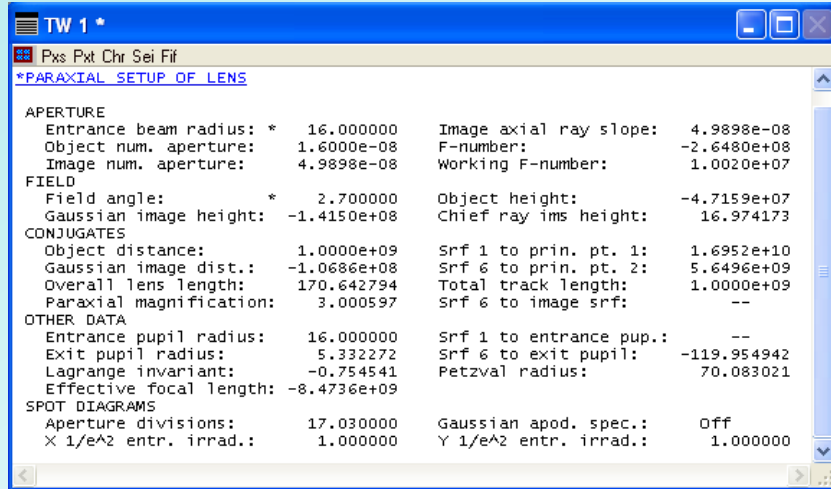 TW 1 *
Pxs Pxt Chr Sei Fif
*PARAXIAL SETUP OF LENS
APERTURE
Entrance beam radius: * 16.000000 Image axial ray slope: 4.9898e-08
Object num. aperture: 1.6000e-08 F-number: -2.6480e+08
Image num. aperture: 4.9898e-08 Working F-number: 1.0020e+07
FIELD
Field angle: * 2.700000 Object height: -4.7159e+07
Gaussian image height: -1.4150e+08 Chief ray ims height: 16.974173
CONJUGATES
Object distance: 1.0000e+09 Srf 1 to prin. pt. 1: 1.6952e+10
Gaussian image dist.: -1.0686e+08 Srf 6 to prin. pt. 2: 5.6496e+09
Overall lens length: 170.642794 Total track length: 1.0000e+09
Paraxial magnification: 3.000597 Srf 6 to image srf: --
OTHER DATA
Entrance pupil radius: 16.000000 Srf 1 to entrance pup.: --
Exit pupil radius: 5.332272 Srf 6 to exit pupil: -119.954942
Lagrange invariant: -0.754541 Petzval radius: 70.083021
Effective focal length: -8.4736e+09
SPOT DIAGRAMS
Aperture divisions: 17.030000 Gaussian apod. spec.: Off
X 1/e^2 entr. irrad.: 1.000000 Y 1/e^2 entr. irrad.: 1.000000